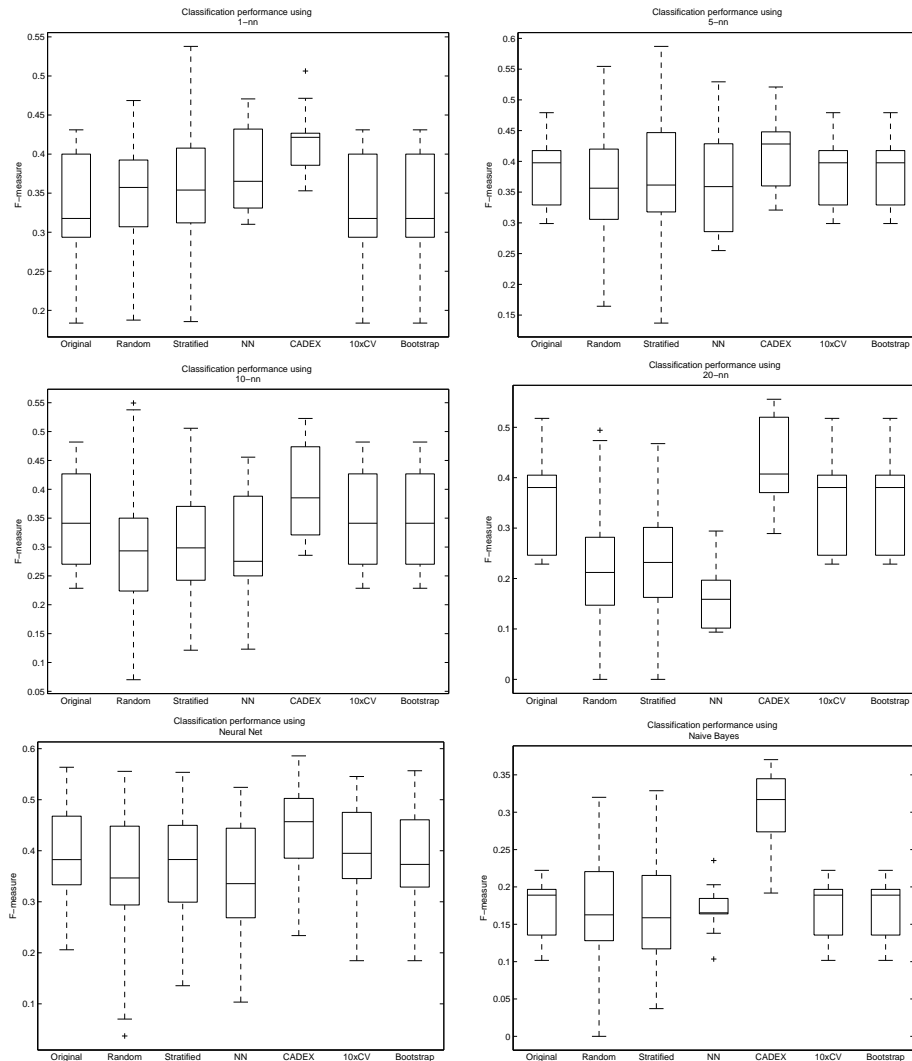 Classification performance using
1-nn
F-measure
0.55
0.5
0.45
0.4
0.35
0.3
0.25
0.2
Original Random Stratified NN CADEX 10xCV Bootstrap
Classification performance using
5-nn
F-measure
0.6
0.55
0.5
0.45
0.4
0.35
0.3
0.25
0.2
0.15
Original Random Stratified NN CADEX 10xCV Bootstrap
Classification performance using
10-nn
F-measure
0.55
0.5
0.45
0.4
0.35
0.3
0.25
0.2
0.15
0.1
0.05
Original Random Stratified NN CADEX 10xCV Bootstrap
Classification performance using
20-nn
F-measure
0.5
0.4
0.3
0.2
0.1
0
Original Random Stratified NN CADEX 10xCV Bootstrap
Classification performance using
Neural Net
F-measure
0.6
0.5
0.4
0.3
0.2
0.1
Original Random Stratified NN CADEX 10xCV Bootstrap
Classification performance using
Naive Bayes
F-measure
0.35
0.3
0.25
0.2
0.15
0.1
0.05
0
Original Random Stratified NN CADEX 10xCV Bootstrap